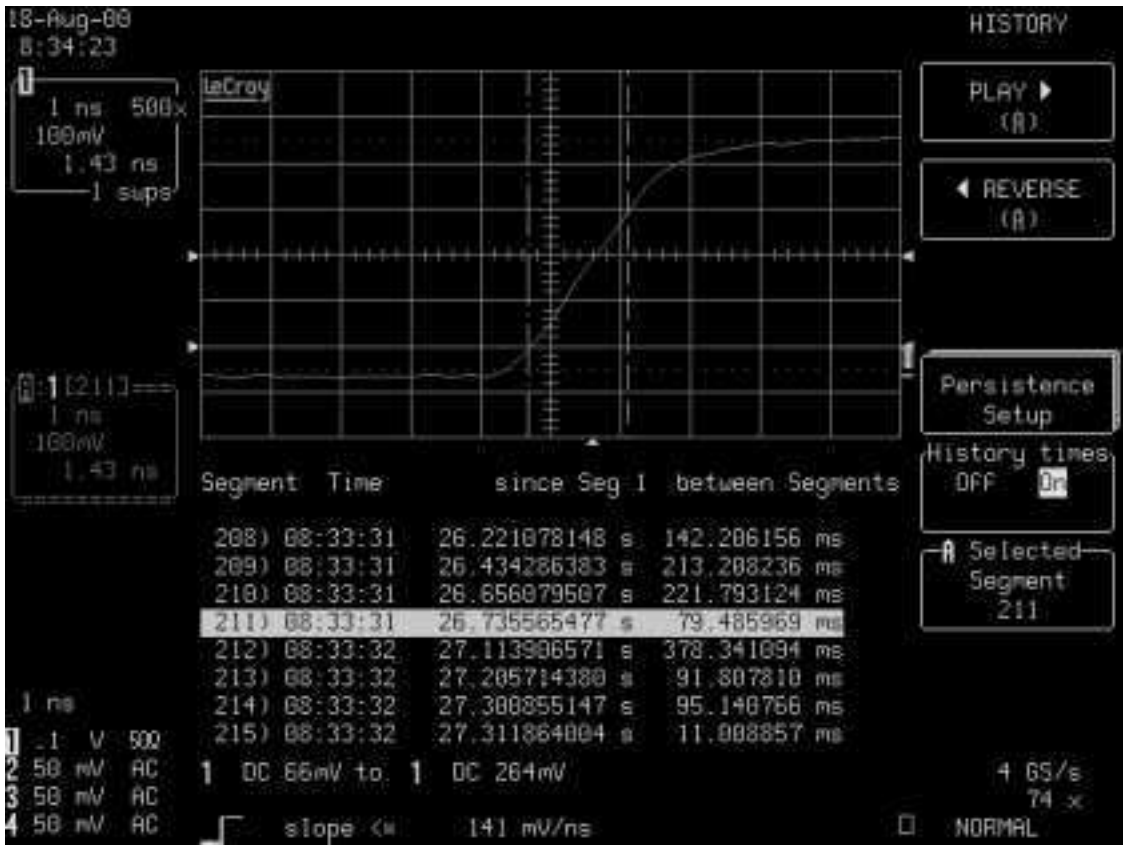 18-Aug-00
8:34:23
HISTORY
1
1 ns 500x
100mV
1.43 ns
1 swps
LeCroy
PLAY
(A)
REVERSE
(A)
A:1[211]
1 ns
100mV
1.43 ns
Persistence
Setup
History times
OFF On
A Selected
Segment
211
Segment Time since Seg 1 between Segments
208) 08:33:31 26.221078148 s 142.206156 ms
209) 08:33:31 26.434286383 s 213.208236 ms
210) 08:33:31 26.656079507 s 221.793124 ms
211) 08:33:31 26.735565477 s 79.485969 ms
212) 08:33:32 27.113906571 s 378.341094 ms
213) 08:33:32 27.205714380 s 91.807810 ms
214) 08:33:32 27.300855147 s 95.140766 ms
215) 08:33:32 27.311864004 s 11.008857 ms
1 ns
1 .1 V 50Ω
2 50 mV AC
3 50 mV AC
4 50 mV AC
1 DC 66mV to 1 DC 264mV
slope 141 mV/ns
4 GS/s
74 x
NORMAL